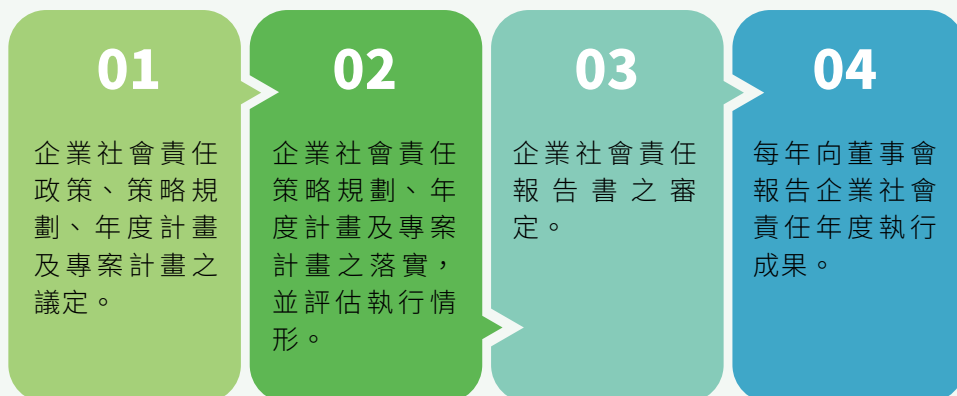 01
企業社會責任
政策、策略規
劃、年度計畫
及專案計畫之
議定。
02
企業社會責任
策略規劃、年
度計畫及專案
計畫之落實，
並評估執行情
形。
03
企業社會責任
報告書之審
定。
04
每年向董事會
報告企業社會
責任年度執行
成果。